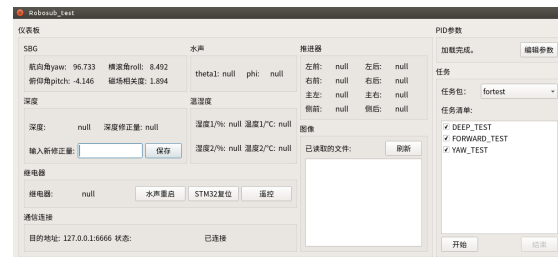 Robosub_test
仪表板
SBG
航向角yaw: 96.733 横滚角roll: 8.492
俯仰角pitch: -4.146 磁场相关度: 1.894
水声
theta1: null phi: null
推进器
左前: null 左后: null
右前: null 右后: null
主左: null 主右: null
侧前: null 侧后: null
深度
深度: null 深度修正量: null
输入新修正量: 保存
温湿度
湿度1/%: null 温度1/°C: null
湿度2/%: null 温度2/°C: null
图像
已读取的文件: 刷新
继电器
继电器: null 水声重启 STM32复位 遥控
通信连接
目的地址: 127.0.0.1:6666 状态: 已连接
PID参数
加载完成。 编辑参数
任务
任务包: fortest
任务清单:
DEEP_TEST
FORWARD_TEST
YAW_TEST
开始 结束